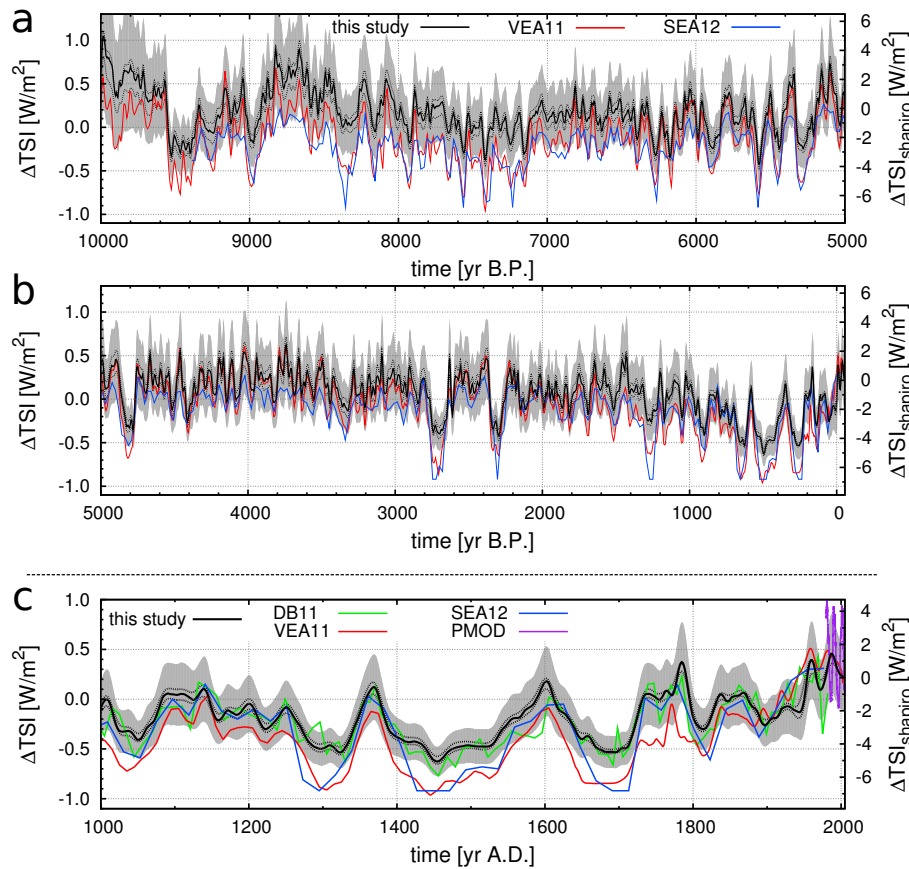 a
this study VEA11 SEA12
ΔTSI [W/m²]
1.0
0.5
0.0
-0.5
-1.0
6
4
2
0
-2
-4
-6
ΔTSI_shapiro [W/m²]
10000 9000 8000 7000 6000 5000
time [yr B.P.]
b
ΔTSI [W/m²]
1.0
0.5
0.0
-0.5
-1.0
6
4
2
0
-2
-4
-6
ΔTSI_shapiro [W/m²]
5000 4000 3000 2000 1000 0
time [yr B.P.]
c
this study DB11 SEA12
VEA11 PMOD
ΔTSI [W/m²]
1.0
0.5
0.0
-0.5
-1.0
4
2
0
-2
-4
-6
ΔTSI_shapiro [W/m²]
1000 1200 1400 1600 1800 2000
time [yr A.D.]